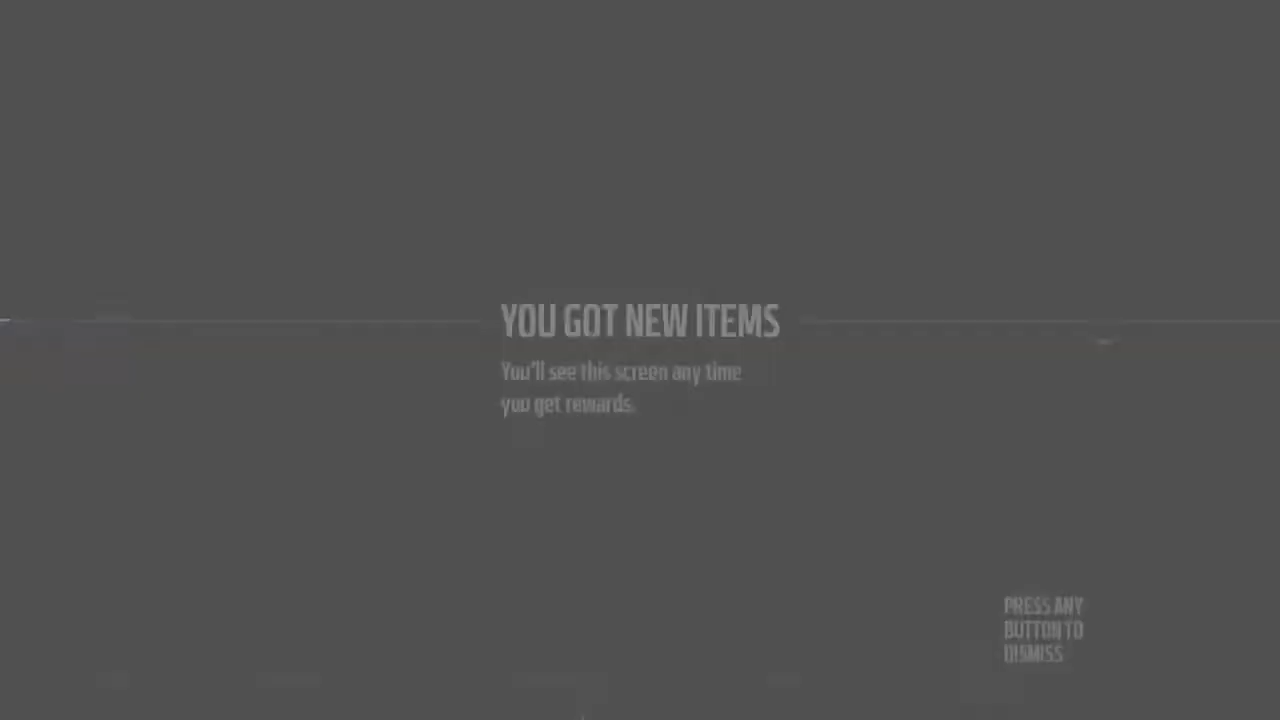 YOU GOT NEW ITEMS
You'll see this screen any time
you get rewards.
PRESS ANY
BUTTON TO
DISMISS